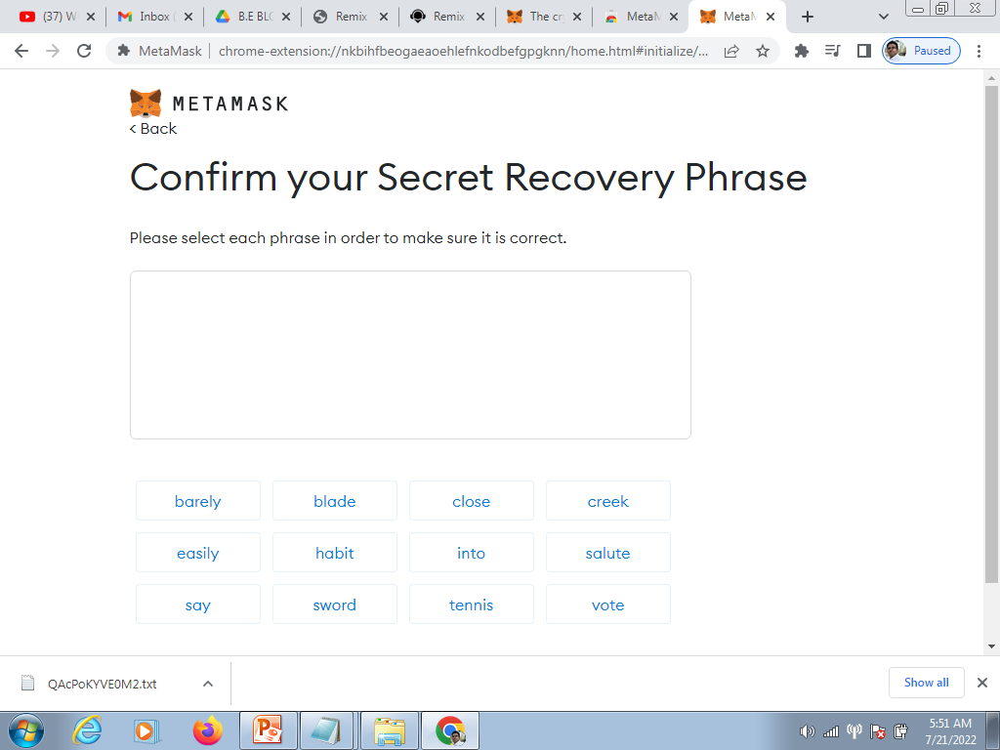 (37) W Inbox ( B.E BLO Remix Remix The cr MetaM MetaM
MetaMask chrome-extension://nkbihfbeogaeaoehlefnkodbefgpgknn/home.html#initialize/... Paused
METAMASK
< Back
Confirm your Secret Recovery Phrase
Please select each phrase in order to make sure it is correct.
barely blade close creek
easily habit into salute
say sword tennis vote
QAcPoKYVE0M2.txt Show all
5:51 AM
7/21/2022